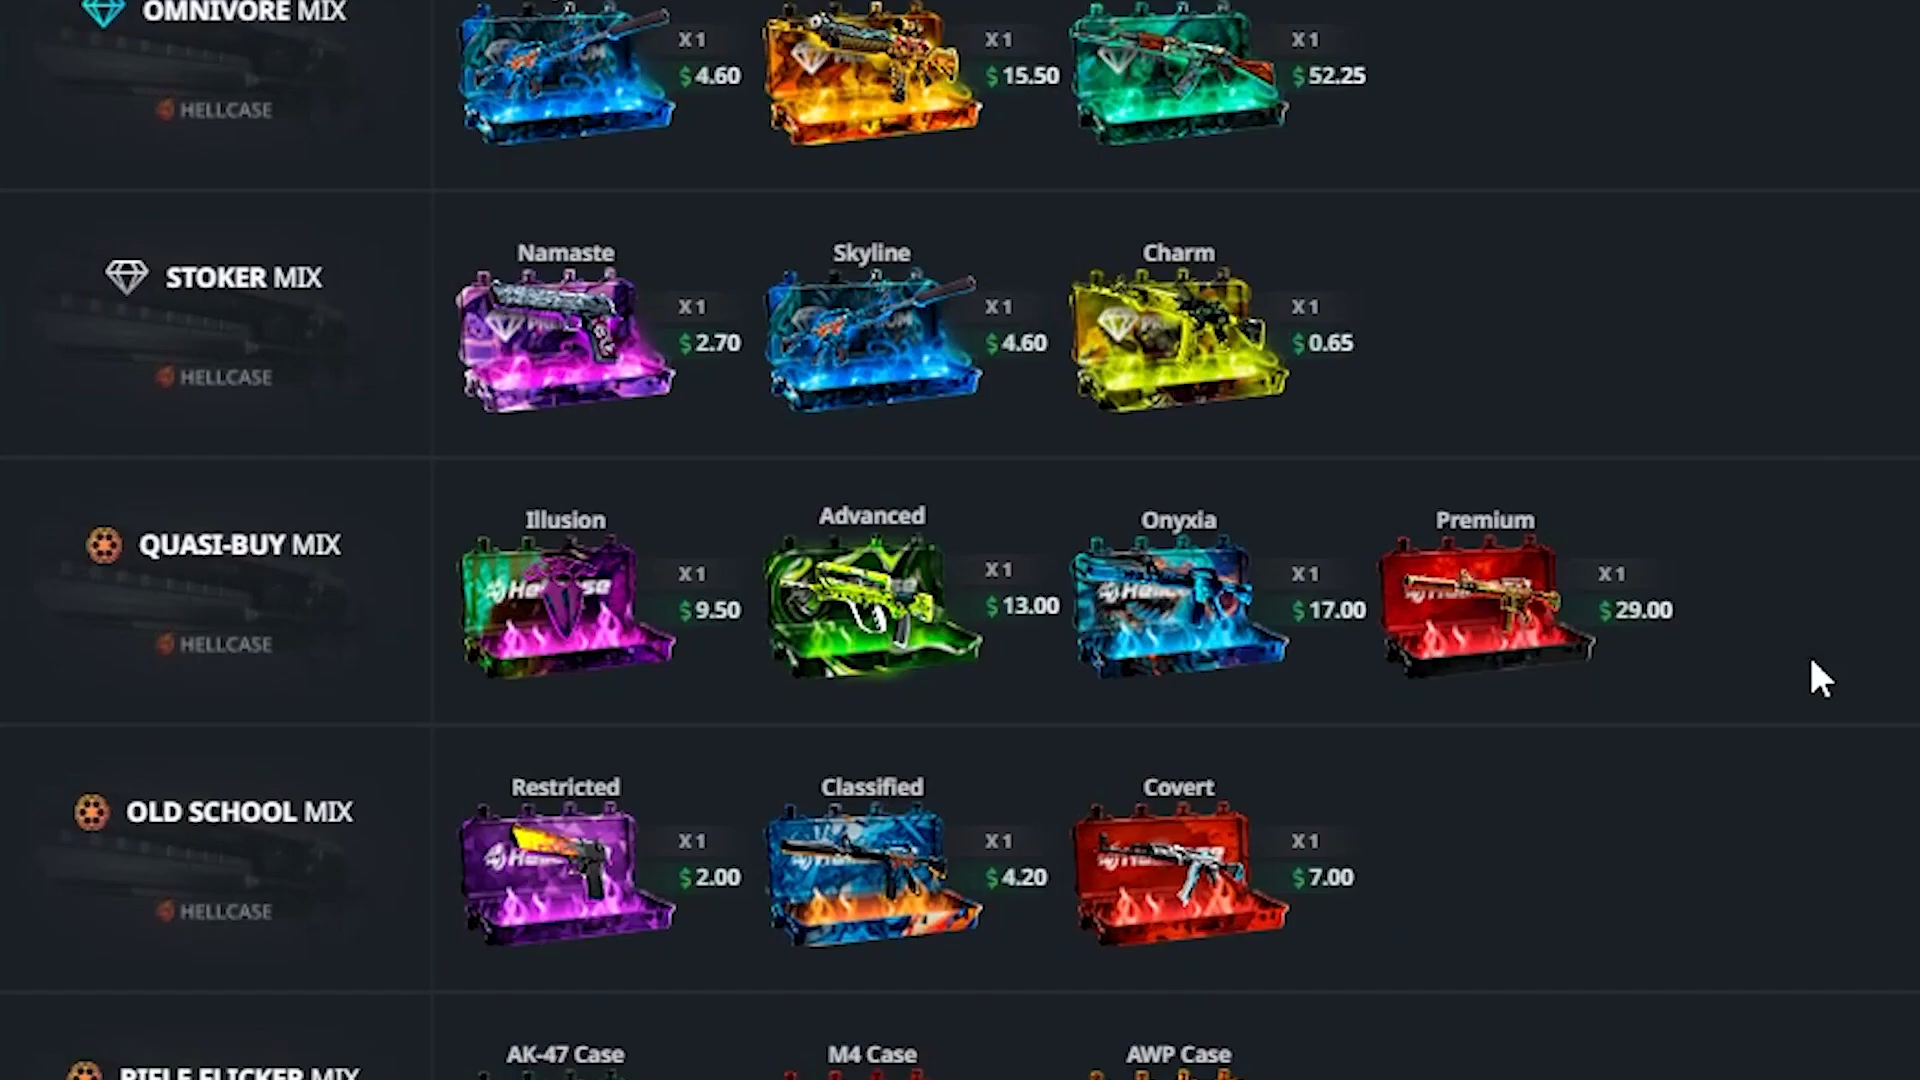 OMNIVORE MIX
HELLCASE
X 1
$ 4.60
X 1
$ 15.50
X 1
$ 52.25
STOKER MIX
HELLCASE
Namaste
X 1
$ 2.70
Skyline
X 1
$ 4.60
Charm
X 1
$ 0.65
QUASI-BUY MIX
HELLCASE
Illusion
X 1
$ 9.50
Advanced
X 1
$ 13.00
Onyxia
X 1
$ 17.00
Premium
X 1
$ 29.00
OLD SCHOOL MIX
HELLCASE
Restricted
X 1
$ 2.00
Classified
X 1
$ 4.20
Covert
X 1
$ 7.00
RIFLE FLICKER MIX
AK-47 Case
M4 Case
AWP Case